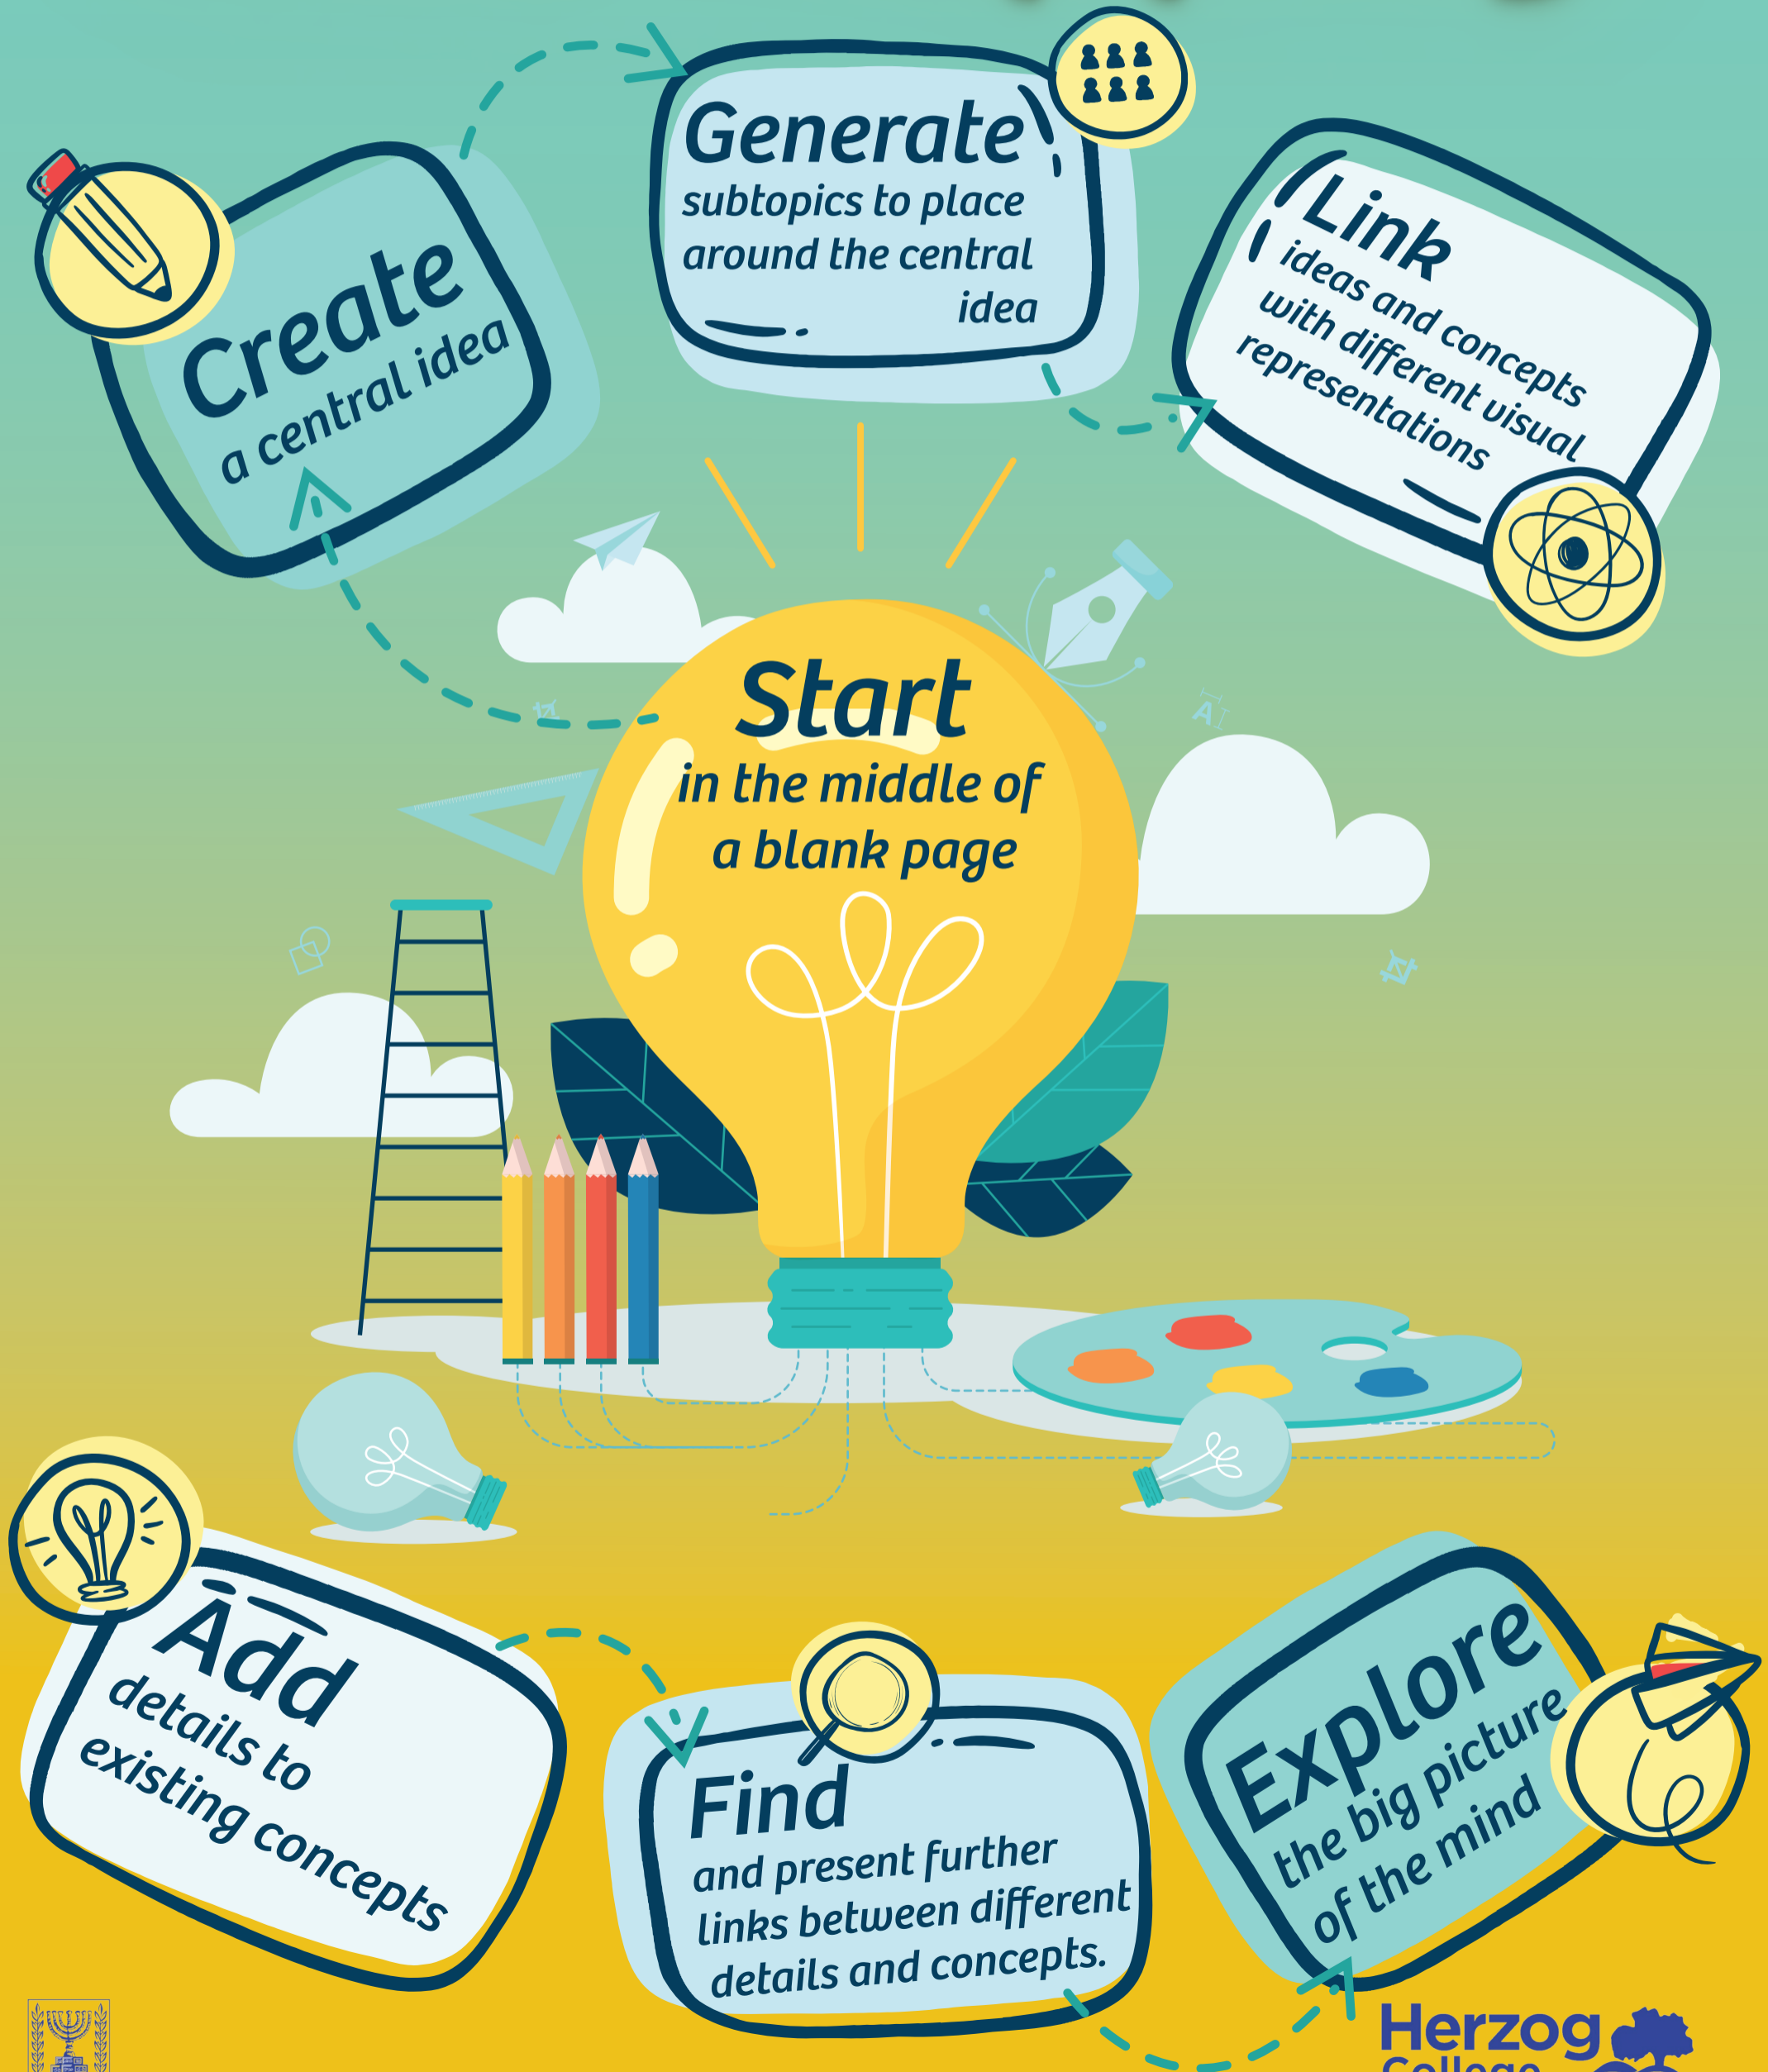 Start
in the middle of
a blank page
Create
a central idea
Generate
subtopics to place
around the central
idea
Link
ideas and concepts
with different visual
representations
A
Add
details to
existing concepts
Find
and present further
links between different
details and concepts.
Explore
the big picture
of the mind
Herzog
College